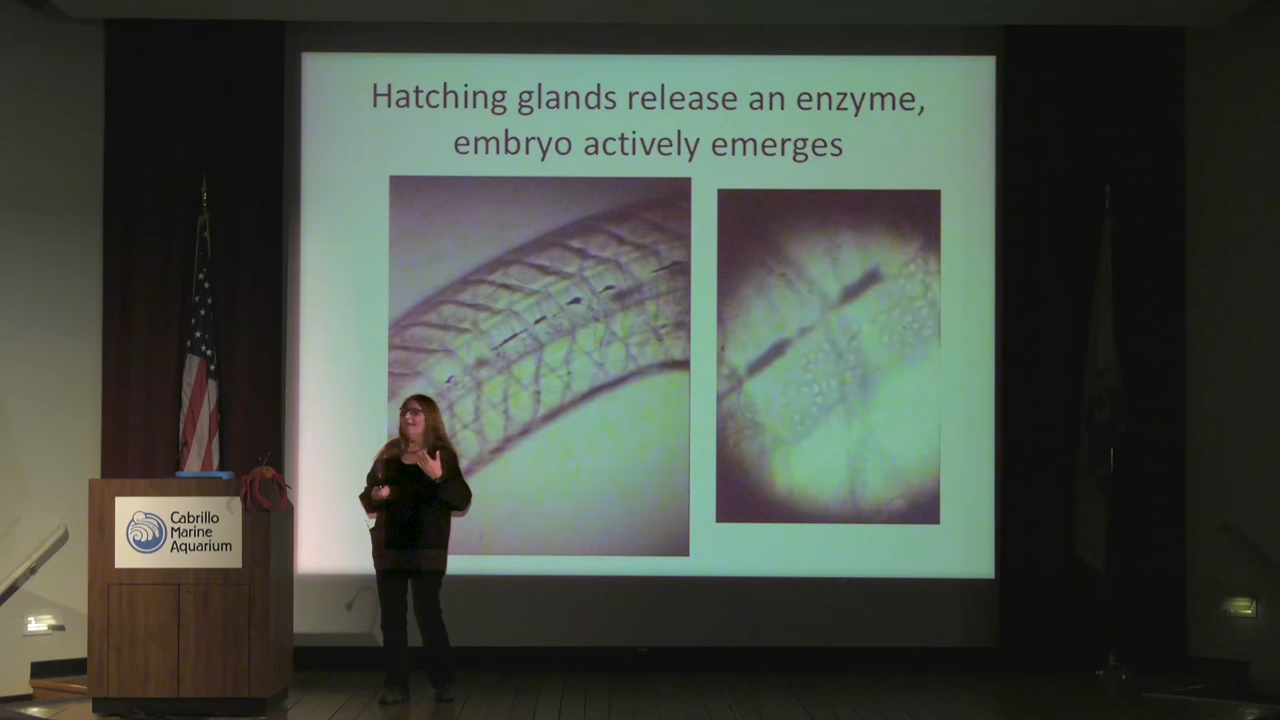 Hatching glands release an enzyme,
embryo actively emerges
Cabrillo
Marine
Aquarium